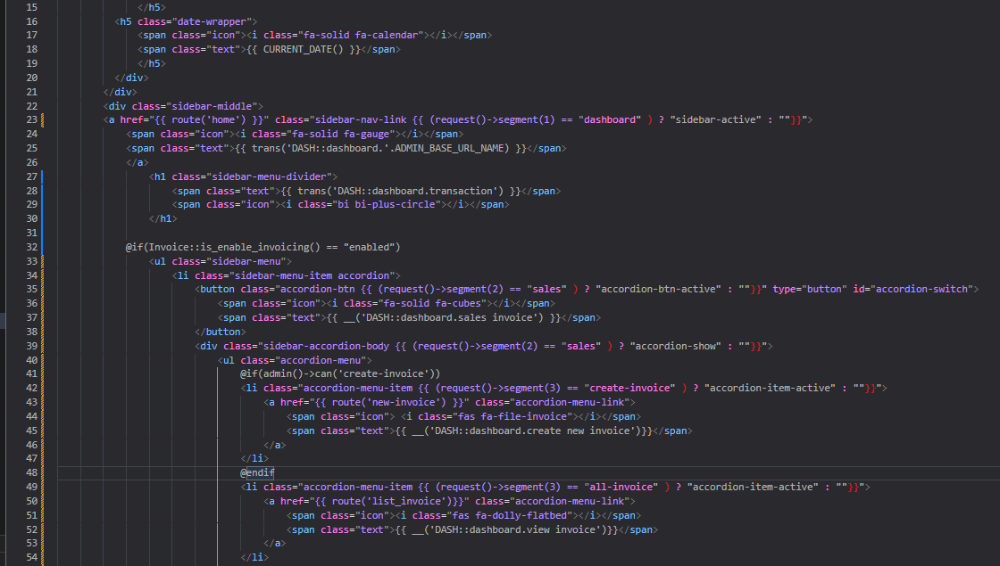 15 </h5>
16 <h5 class="date-wrapper">
17 <span class="icon"><i class="fa-solid fa-calendar"></i></span>
18 <span class="text">{{ CURRENT_DATE() }}</span>
19 </h5>
20 </div>
21 </div>
22 <div class="sidebar-middle">
23 <a href="{{ route('home') }}" class="sidebar-nav-link {{ (request()->segment(1) == "dashboard" ) ? "sidebar-active" : ""}}">
24 <span class="icon"><i class="fa-solid fa-gauge"></i></span>
25 <span class="text">{{ trans('DASH::dashboard.'.ADMIN_BASE_URL_NAME) }}</span>
26 </a>
27 <h1 class="sidebar-menu-divider">
28 <span class="text">{{ trans('DASH::dashboard.transaction') }}</span>
29 <span class="icon"><i class="bi bi-plus-circle"></i></span>
30 </h1>
31
32 @if(Invoice::is_enable_invoicing() == "enabled")
33 <ul class="sidebar-menu">
34 <li class="sidebar-menu-item accordion">
35 <button class="accordion-btn {{ (request()->segment(2) == "sales" ) ? "accordion-btn-active" : ""}}" type="button" id="accordion-switch">
36 <span class="icon"><i class="fa-solid fa-cubes"></i></span>
37 <span class="text">{{ __('DASH::dashboard.sales invoice') }}</span>
38 </button>
39 <div class="sidebar-accordion-body {{ (request()->segment(2) == "sales" ) ? "accordion-show" : ""}}">
40 <ul class="accordion-menu">
41 @if(admin()->can('create-invoice'))
42 <li class="accordion-menu-item {{ (request()->segment(3) == "create-invoice" ) ? "accordion-item-active" : ""}}">
43 <a href="{{ route('new-invoice') }}" class="accordion-menu-link">
44 <span class="icon"> <i class="fas fa-file-invoice"></i></span>
45 <span class="text">{{ __('DASH::dashboard.create new invoice')}}</span>
46 </a>
47 </li>
48 @endif
49 <li class="accordion-menu-item {{ (request()->segment(3) == "all-invoice" ) ? "accordion-item-active" : ""}}">
50 <a href="{{ route('list_invoice')}}" class="accordion-menu-link">
51 <span class="icon"><i class="fas fa-dolly-flatbed"></i></span>
52 <span class="text">{{ __('DASH::dashboard.view invoice')}}</span>
53 </a>
54 </li>